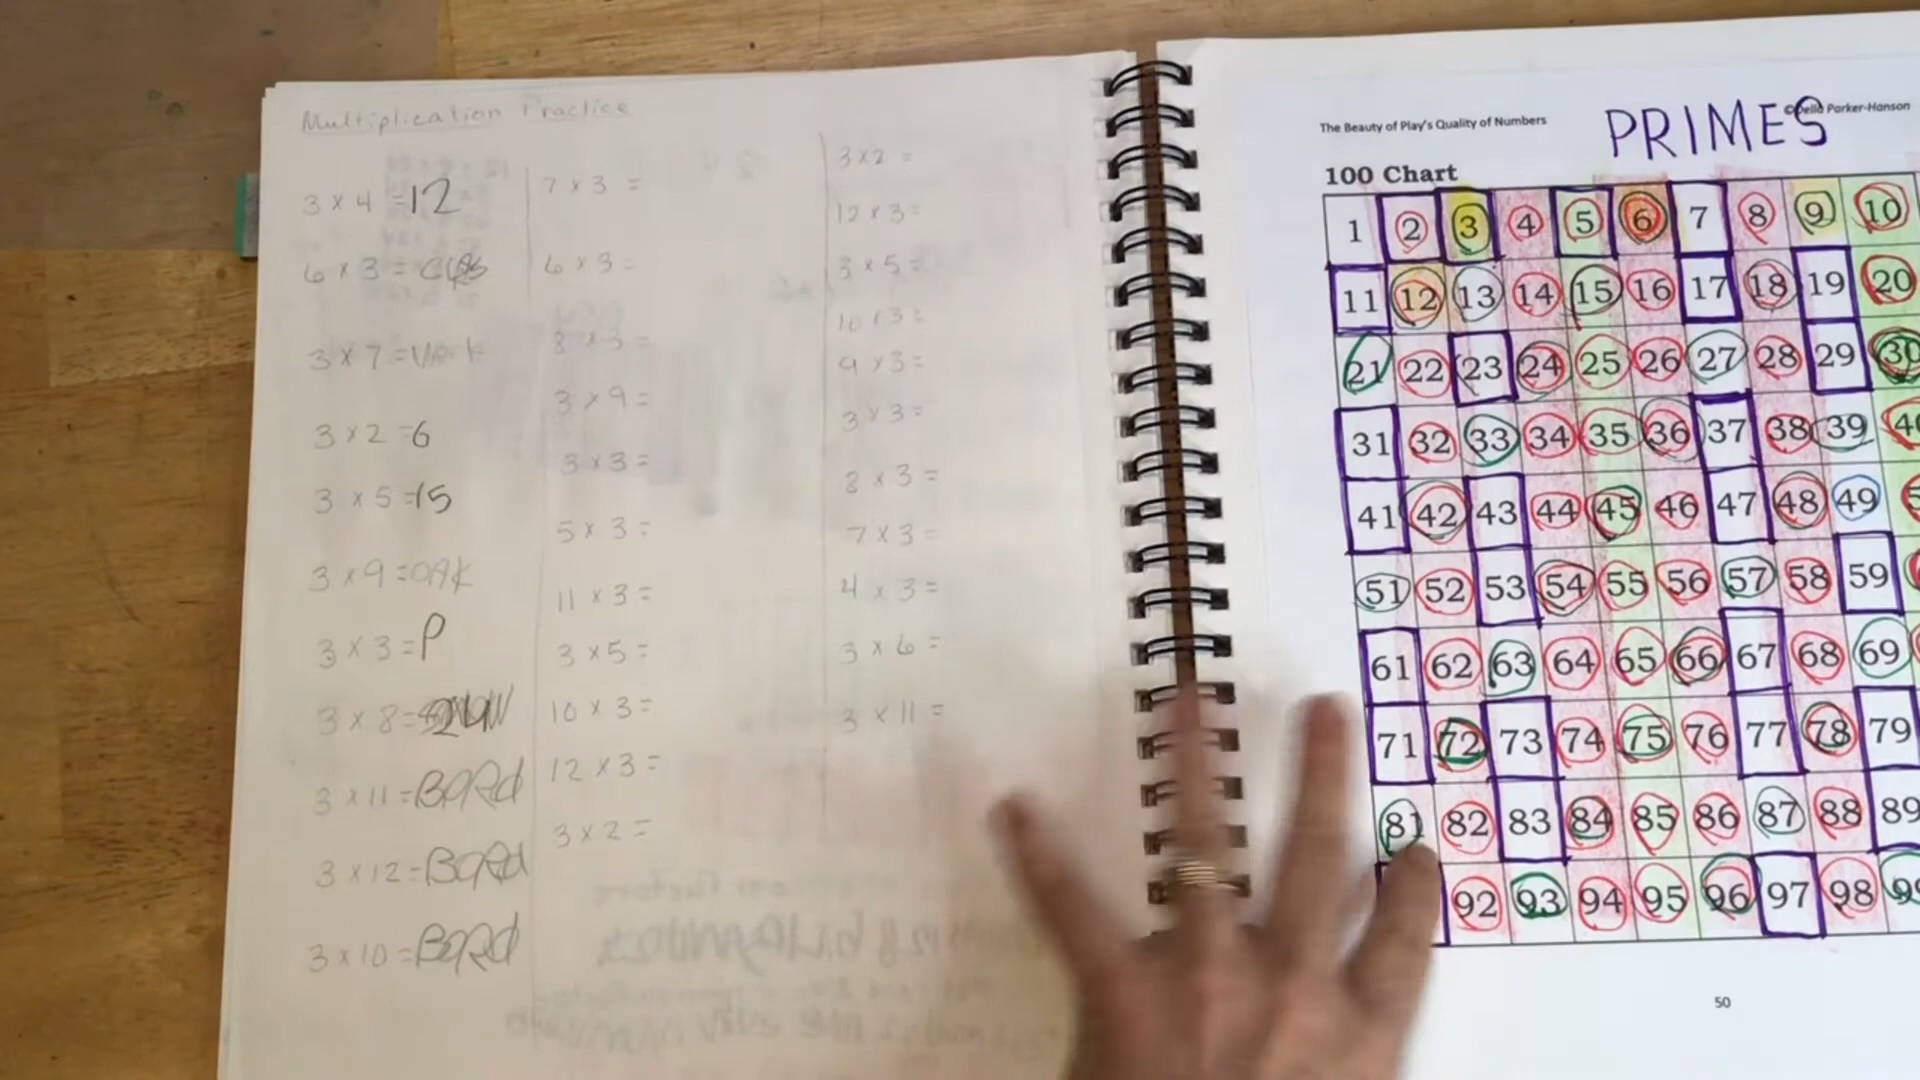 Multiplication Practice
3 x 4 =12
6 x 3 =
3 x 7 =
3 x 2 =6
3 x 5 =15
3 x 9 =OAK
3 x 3 =P
3 x 8 =
3 x 11 =BORd
3 x 12 =BORd
3 x 10 =BORd
7 x 3 =
6 x 3 =
8 x 3 =
3 x 9 =
3 x 3 =
5 x 3 =
11 x 3 =
3 x 5 =
10 x 3 =
12 x 3 =
3 x 2 =
3 x 2 =
12 x 3 =
3 x 5 =
10 x 3 =
9 x 3 =
3 x 3 =
8 x 3 =
7 x 3 =
4 x 3 =
3 x 6 =
3 x 11 =
The Beauty of Play's Quality of Numbers
Parker-Hanson
PRIMES
100 Chart
1 2 3 4 5 6 7 8 9 10
11 12 13 14 15 16 17 18 19 20
21 22 23 24 25 26 27 28 29 30
31 32 33 34 35 36 37 38 39
41 42 43 44 45 46 47 48 49
51 52 53 54 55 56 57 58 59
61 62 63 64 65 66 67 68 69
71 72 73 74 75 76 77 78 79
81 82 83 84 85 86 87 88 89
92 93 94 95 96 97 98
50